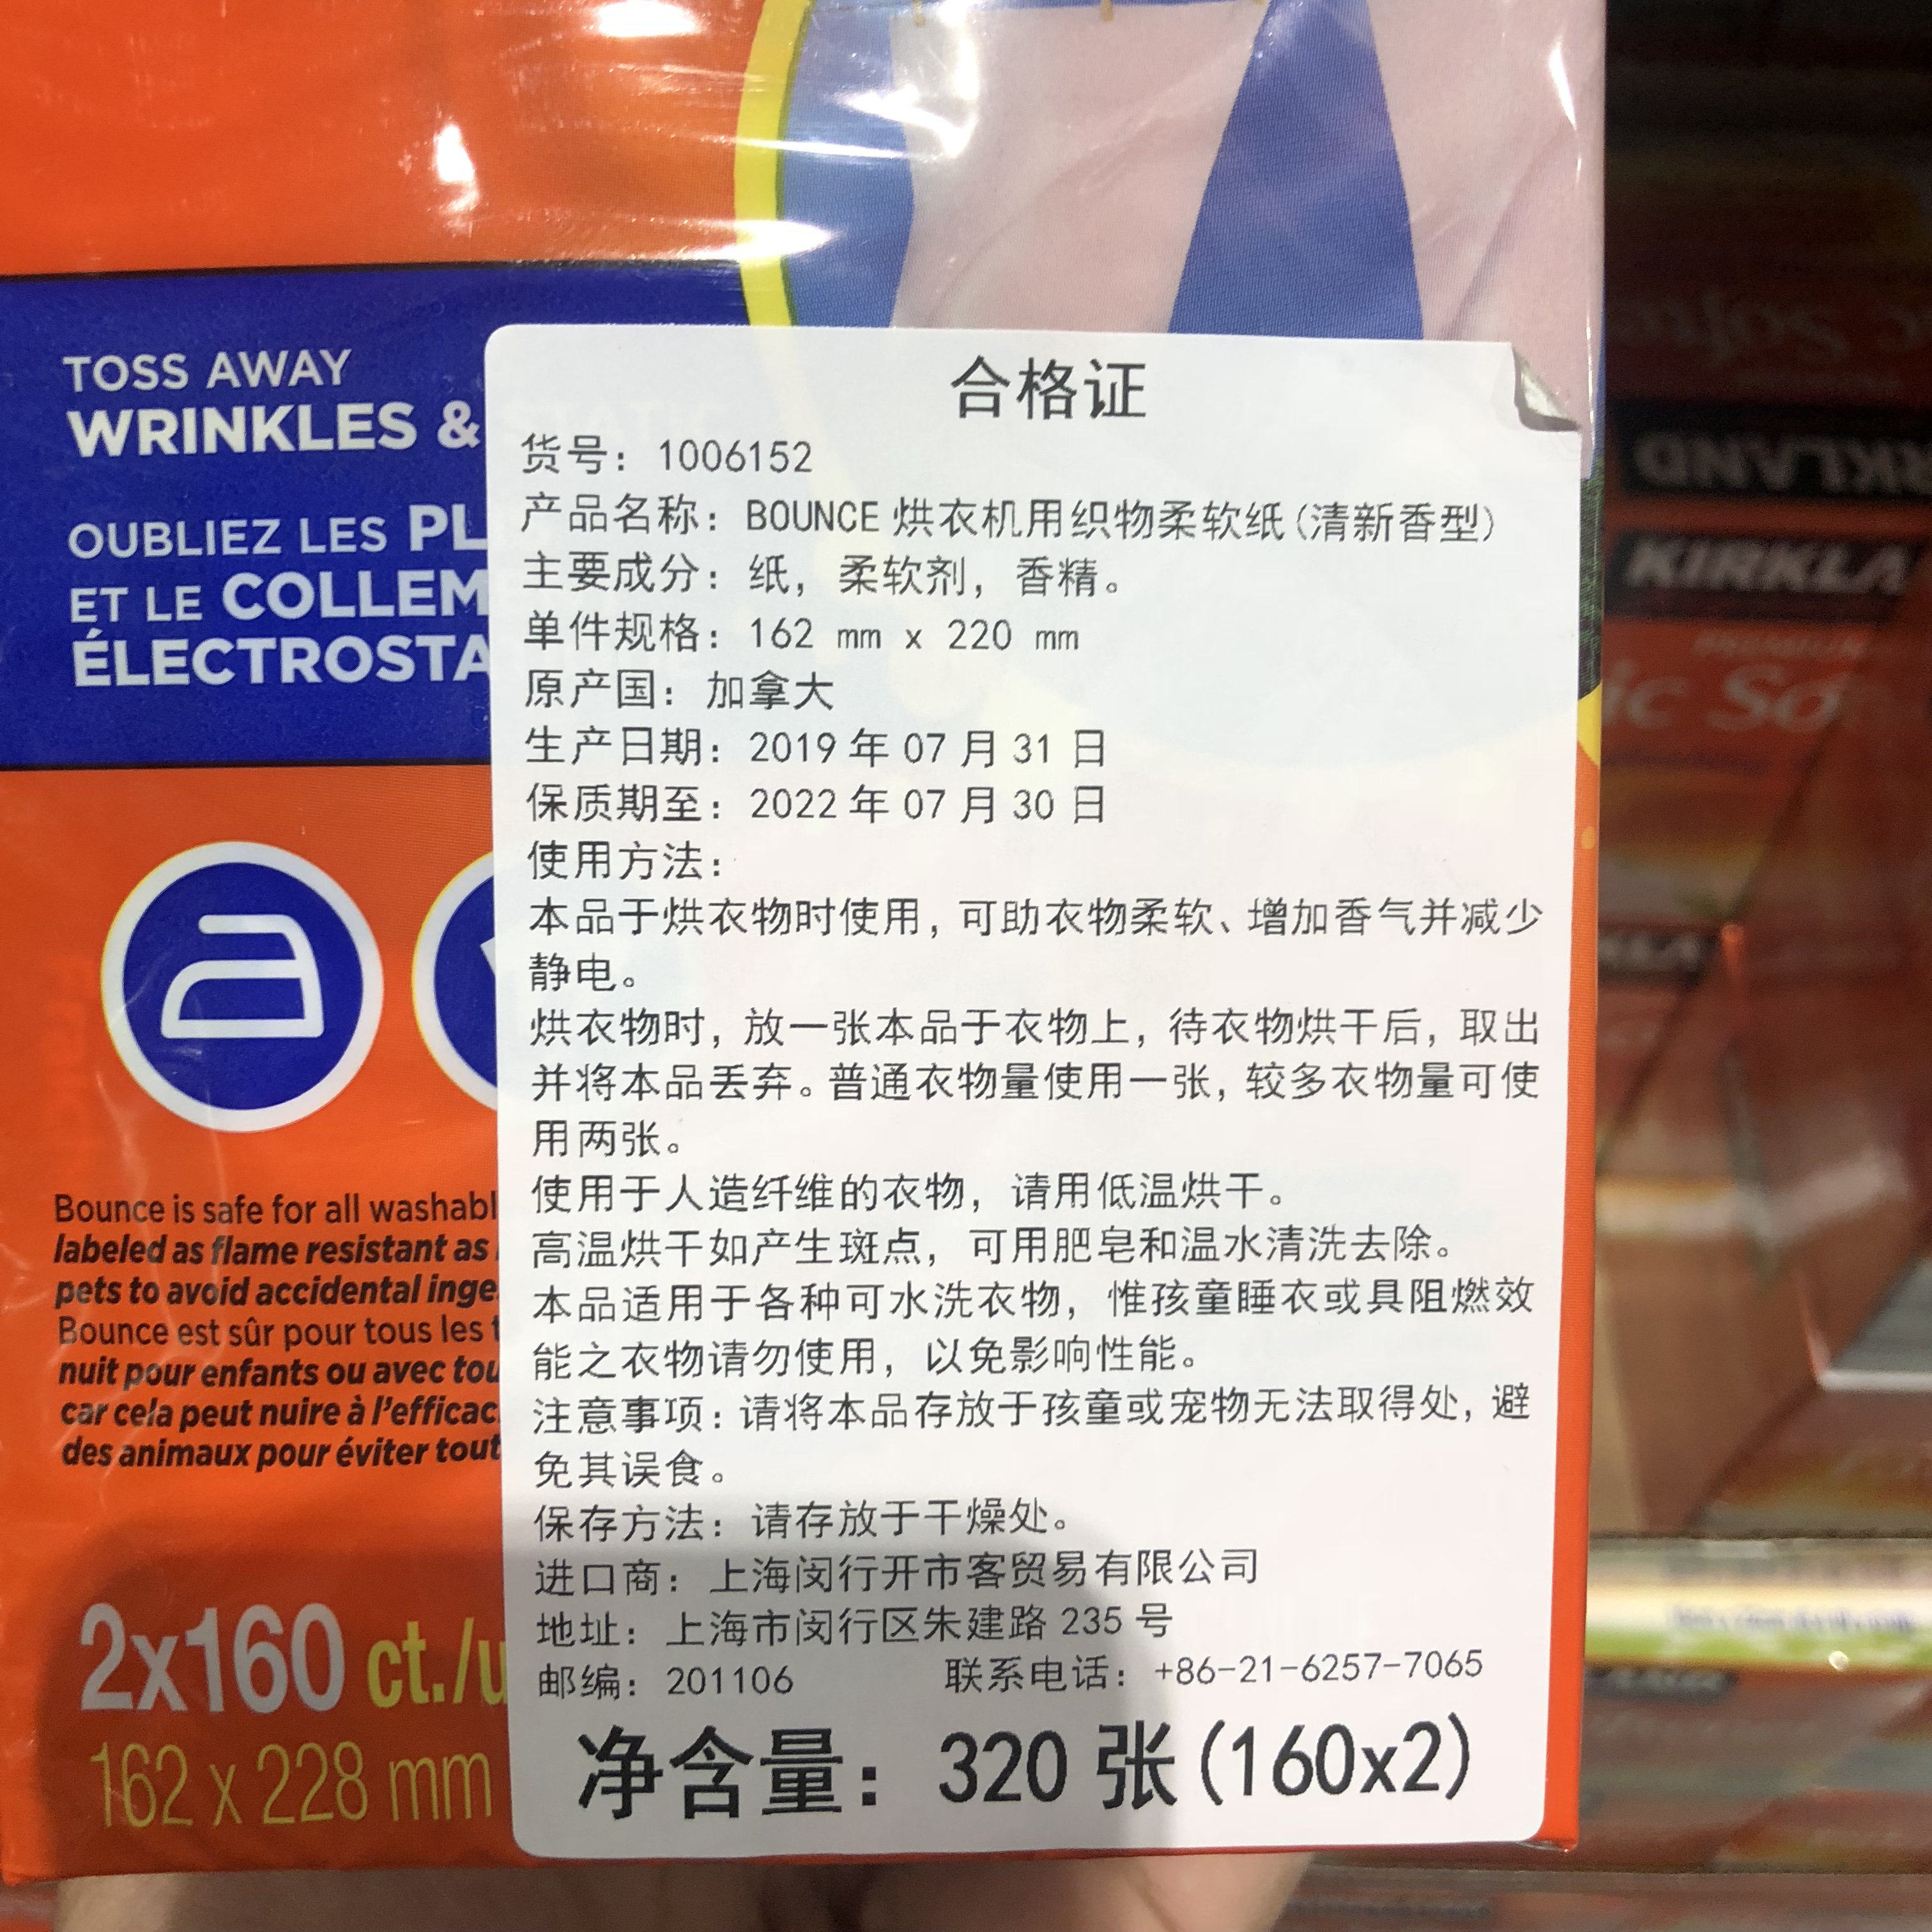 TOSS AWAY
WRINKLES &
OUBLIEZ LES PL
ET LE COLLEM
ÉLECTROSTA
Bounce is safe for all washabl
labeled as flame resistant as
pets to avoid accidental inge
Bounce est sûr pour tous les t
nuit pour enfants ou avec tou
car cela peut nuire à l'efficac
des animaux pour éviter tout
2x160 ct./u
162 x 228 mm
合格证
货号：1006152
产品名称：BOUNCE 烘衣机用织物柔软纸(清新香型)
主要成分：纸，柔软剂，香精。
单件规格：162 mm x 220 mm
原产国：加拿大
生产日期：2019 年 07 月 31 日
保质期至：2022 年 07 月 30 日
使用方法：
本品于烘衣物时使用，可助衣物柔软、增加香气并减少
静电。
烘衣物时，放一张本品于衣物上，待衣物烘干后，取出
并将本品丢弃。普通衣物量使用一张，较多衣物量可使
用两张。
使用于人造纤维的衣物，请用低温烘干。
高温烘干如产生斑点，可用肥皂和温水清洗去除。
本品适用于各种可水洗衣物，惟孩童睡衣或具阻燃效
能之衣物请勿使用，以免影响性能。
注意事项：请将本品存放于孩童或宠物无法取得处，避
免其误食。
保存方法：请存放于干燥处。
进口商：上海闵行开市客贸易有限公司
地址：上海市闵行区朱建路 235 号
邮编：201106 联系电话：+86-21-6257-7065
净含量：320 张(160x2)
RKLAND
KIRKLA
ic So